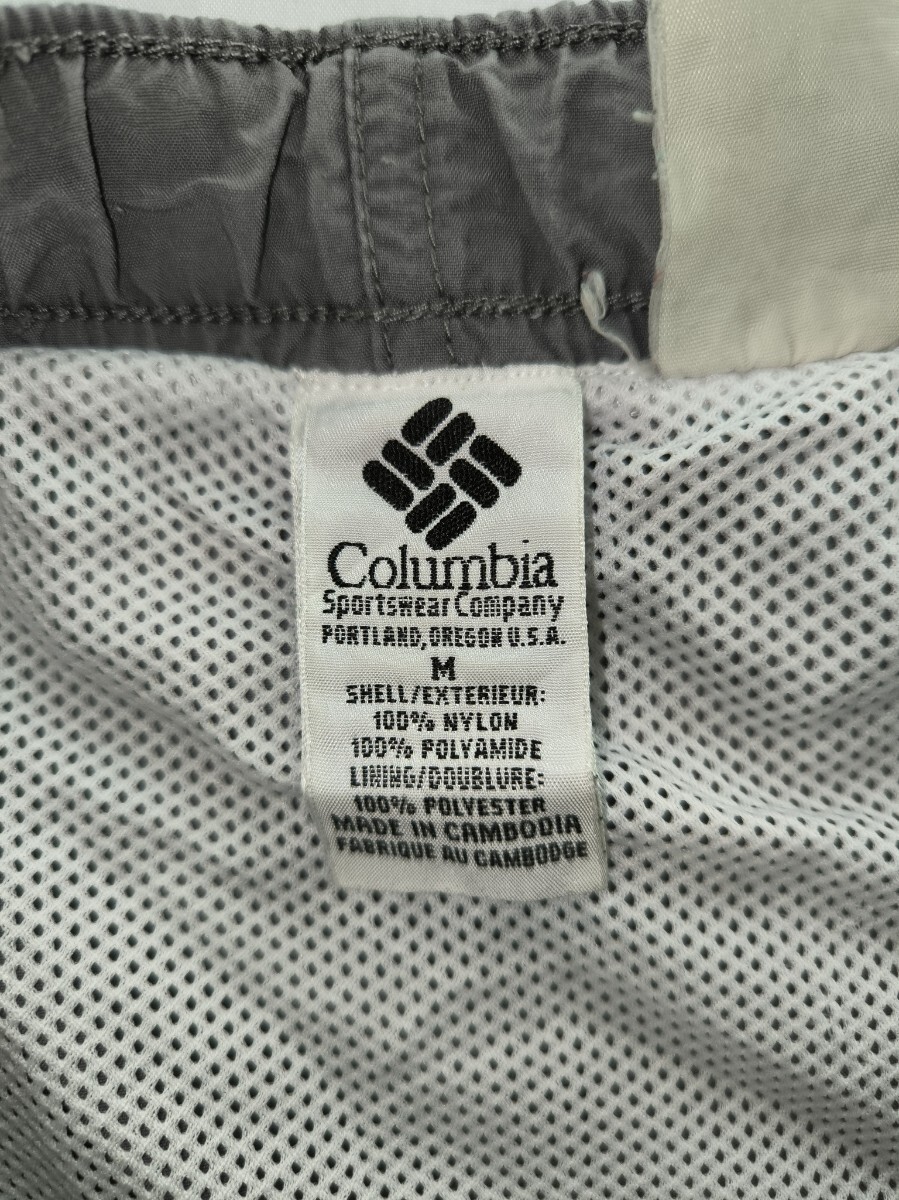 Columbia
Sportswear Company
PORTLAND, OREGON U.S.A.
M
SHELL/EXTERIEUR:
100% NYLON
100% POLYAMIDE
LINING/DOUBLURE:
100% POLYESTER
MADE IN CAMBODIA
FABRIQUE AU CAMBODGE